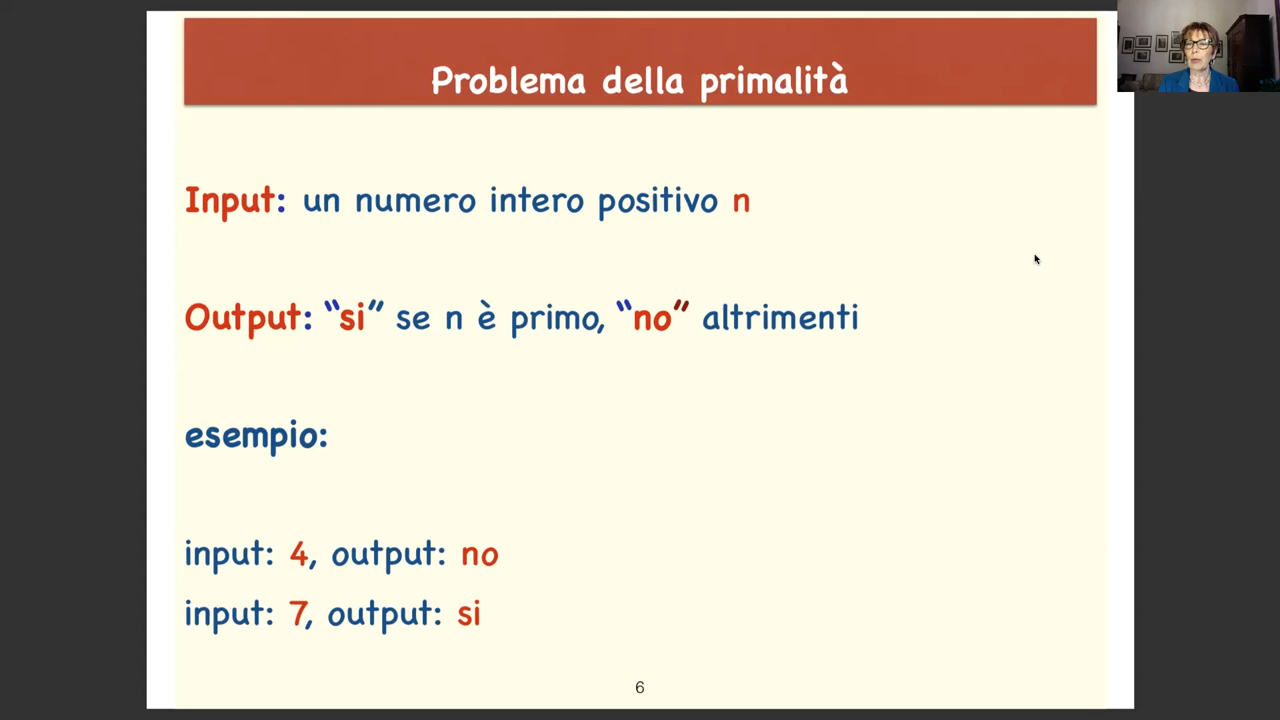 Problema della primalità
Input: un numero intero positivo n
Output: “si” se n è primo, “no” altrimenti
esempio:
input: 4, output: no
input: 7, output: si
6